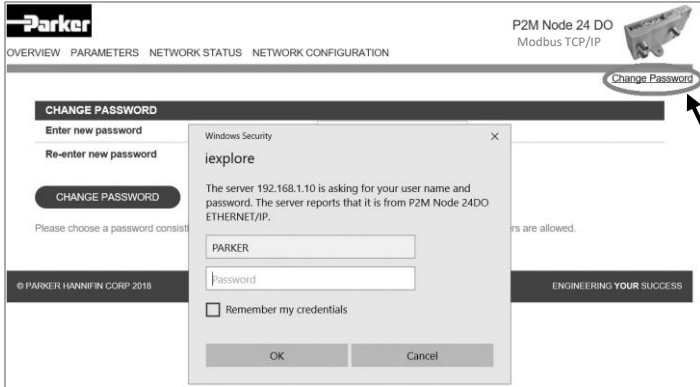 Parker
P2M Node 24 DO
Modbus TCP/IP
OVERVIEW PARAMETERS NETWORK STATUS NETWORK CONFIGURATION
Change Password
CHANGE PASSWORD
Enter new password
Re-enter new password
CHANGE PASSWORD
Please choose a password consisti
rs are allowed.
Windows Security
iexplore
The server 192.168.1.10 is asking for your user name and
password. The server reports that it is from P2M Node 24DO
ETHERNET/IP.
PARKER
Password
Remember my credentials
OK Cancel
© PARKER HANNIFIN CORP 2018
ENGINEERING YOUR SUCCESS